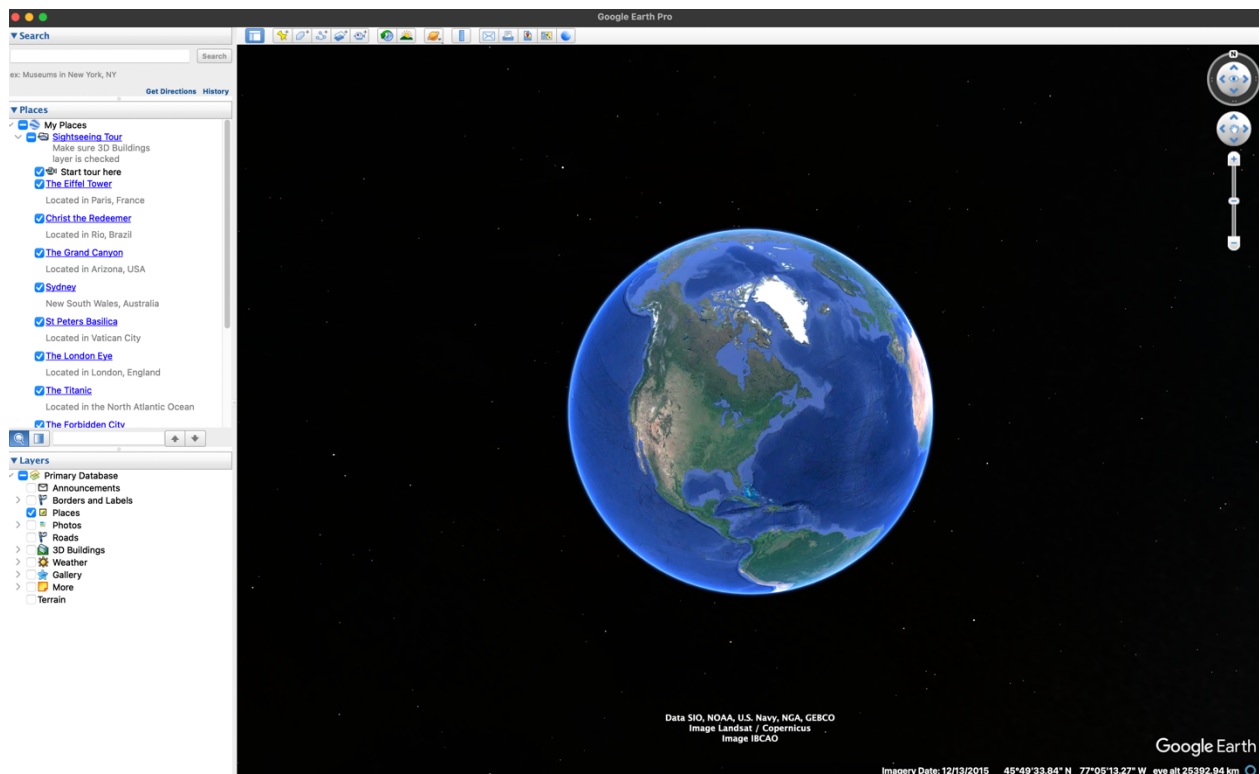 Google Earth Pro
Search
Search
ex: Museums in New York, NY
Get Directions History
Places
My Places
Sightseeing Tour
Make sure 3D Buildings
layer is checked
Start tour here
The Eiffel Tower
Located in Paris, France
Christ the Redeemer
Located in Rio, Brazil
The Grand Canyon
Located in Arizona, USA
Sydney
New South Wales, Australia
St Peters Basilica
Located in Vatican City
The London Eye
Located in London, England
The Titanic
Located in the North Atlantic Ocean
The Forbidden City
Layers
Primary Database
Announcements
Borders and Labels
Places
Photos
Roads
3D Buildings
Weather
Gallery
More
Terrain
N
Data SIO, NOAA, U.S. Navy, NGA, GEBCO
Image Landsat / Copernicus
Image IBCAO
Google Earth
Imagery Date: 12/13/2015 45°49'33.84" N 77°05'13.27" W eye alt 25392.94 km